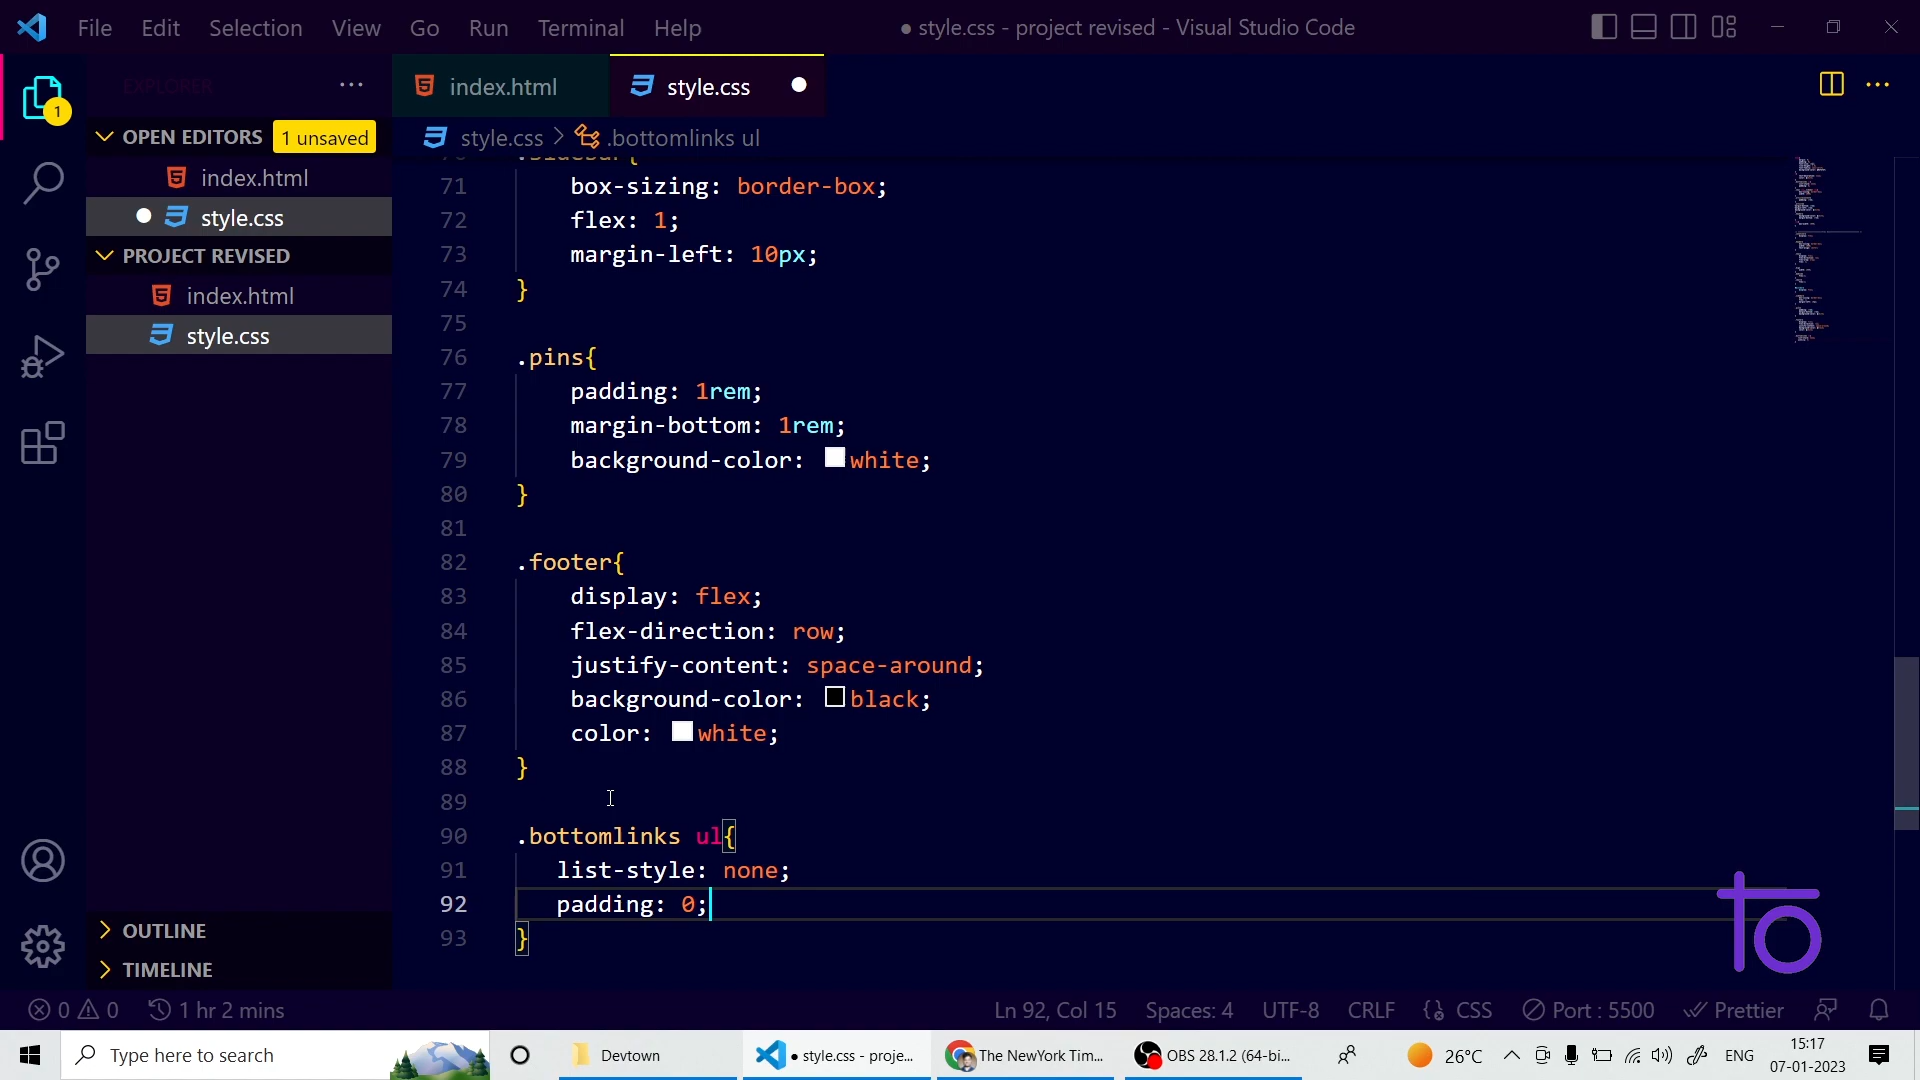 File Edit Selection View Go Run Terminal Help
● style.css - project revised - Visual Studio Code
EXPLORER
index.html
style.css
1
OPEN EDITORS 1 unsaved
index.html
style.css
PROJECT REVISED
index.html
style.css
OUTLINE
TIMELINE
style.css > .bottomlinks ul
70 .sidebar{
71 box-sizing: border-box;
72 flex: 1;
73 margin-left: 10px;
74 }
75
76 .pins{
77 padding: 1rem;
78 margin-bottom: 1rem;
79 background-color: white;
80 }
81
82 .footer{
83 display: flex;
84 flex-direction: row;
85 justify-content: space-around;
86 background-color: black;
87 color: white;
88 }
89
90 .bottomlinks ul{
91 list-style: none;
92 padding: 0;
93 }
to
0 0 1 hr 2 mins
Ln 92, Col 15 Spaces: 4 UTF-8 CRLF CSS Port : 5500 Prettier
Type here to search
Devtown
● style.css - proje...
The NewYork Tim...
OBS 28.1.2 (64-bi...
26°C
ENG
15:17
07-01-2023